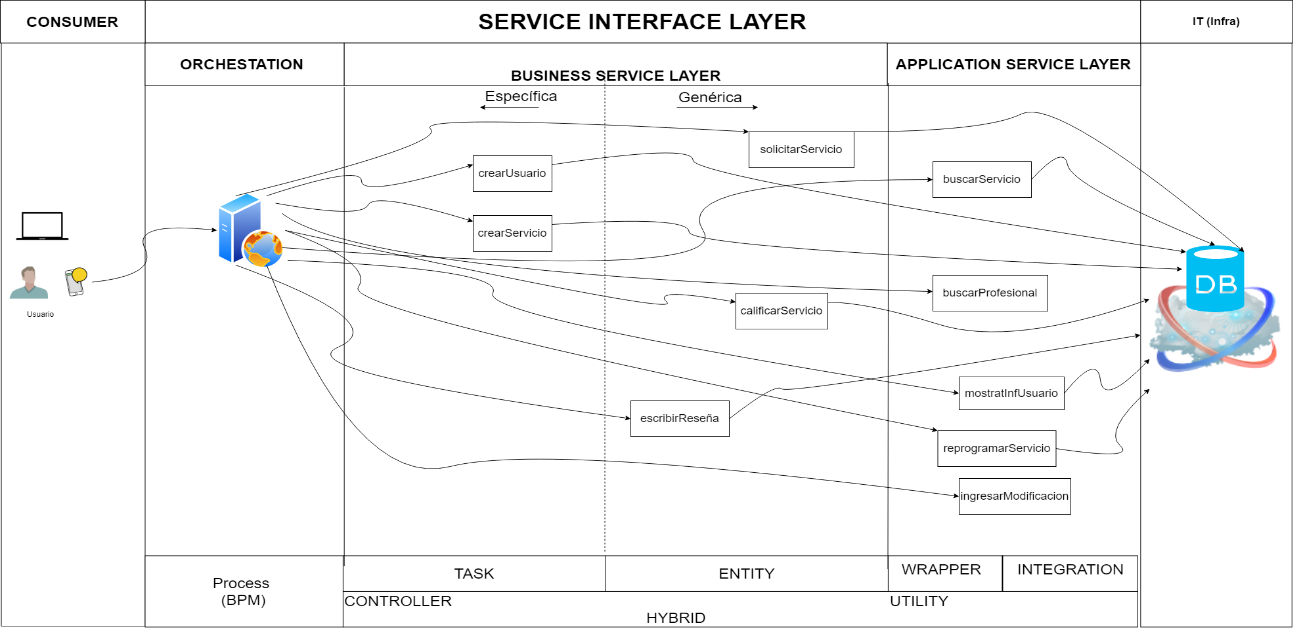 CONSUMER
SERVICE INTERFACE LAYER
IT (Infra)
ORCHESTATION
BUSINESS SERVICE LAYER
APPLICATION SERVICE LAYER
Específica
Genérica
solicitarServicio
crearUsuario
buscarServicio
crearServicio
buscarProfesional
calificarServicio
DB
Usuario
mostratInfUsuario
escribirReseña
reprogramarServicio
ingresarModificacion
Process
(BPM)
TASK
ENTITY
WRAPPER
INTEGRATION
CONTROLLER
UTILITY
HYBRID